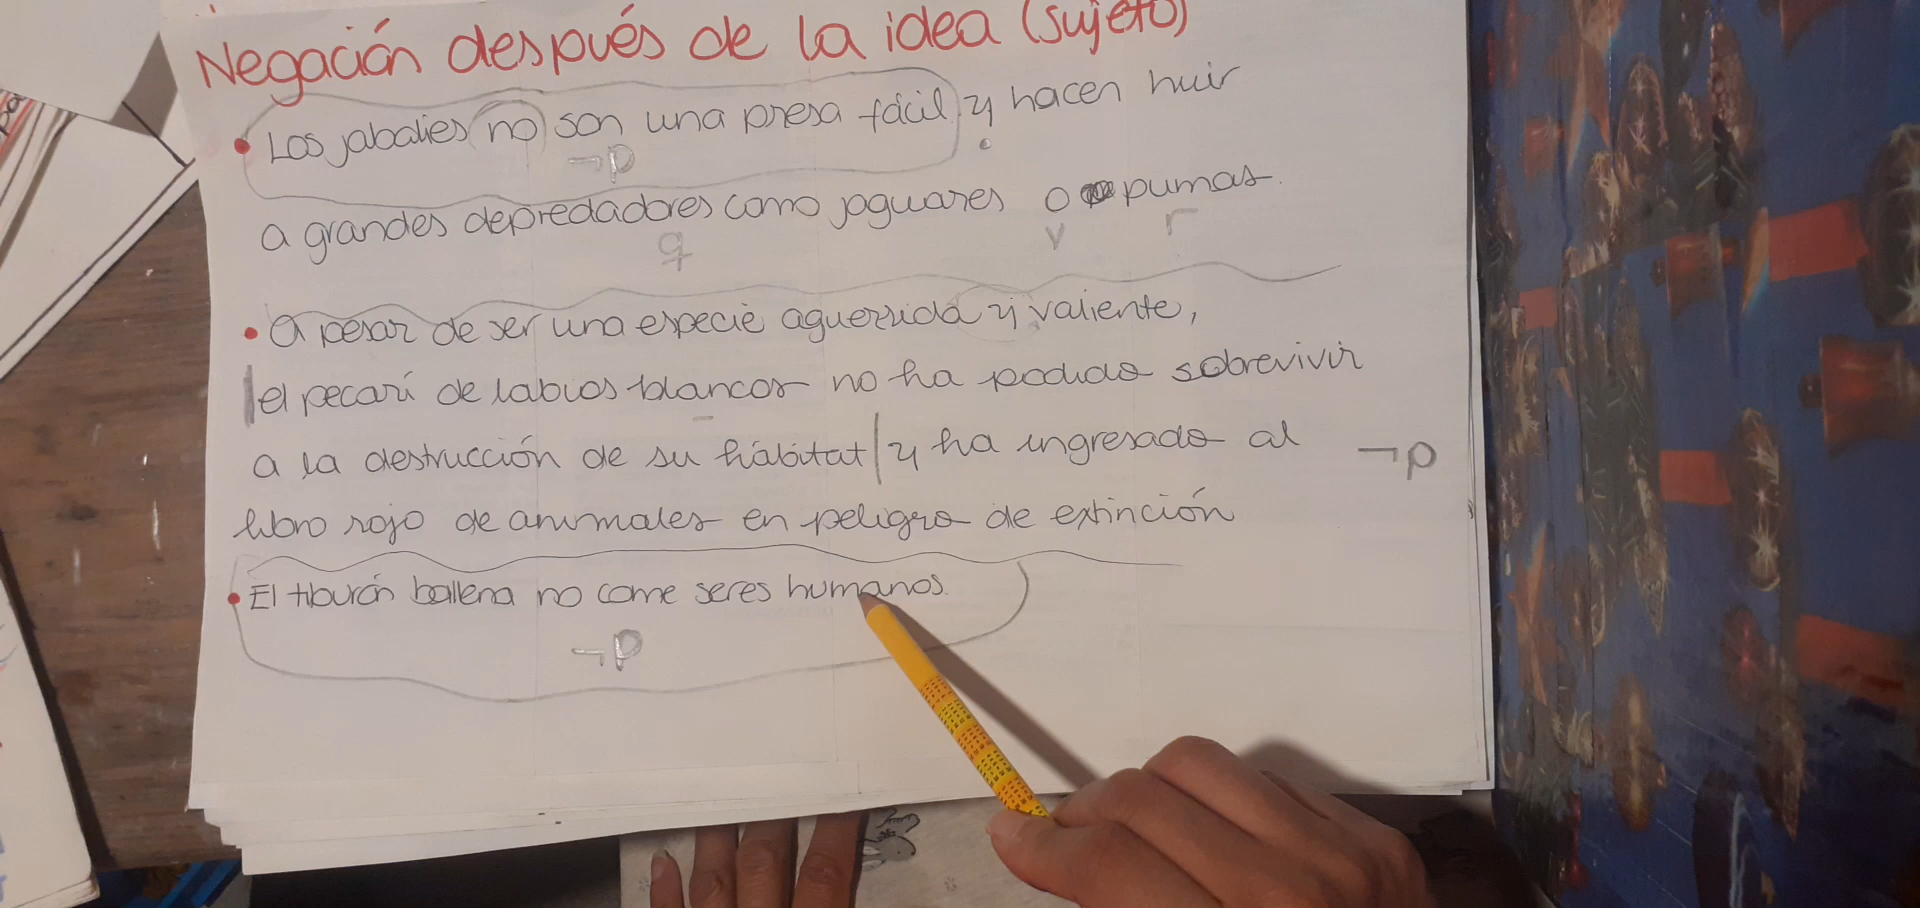 Negación después de la idea (sujeto)
• Los jabalies no son una presa fácil y hacen huir
¬p
a grandes depredadores como jaguares o pumas.
q v r
• A pesar de ser una especie aguerrida y valiente,
el pecarí de labios blancos no ha podido sobrevivir
a la destrucción de su hábitat y ha ingresado al ¬p
libro rojo de animales en peligro de extinción
• El tiburón ballena no come seres humanos.
¬p